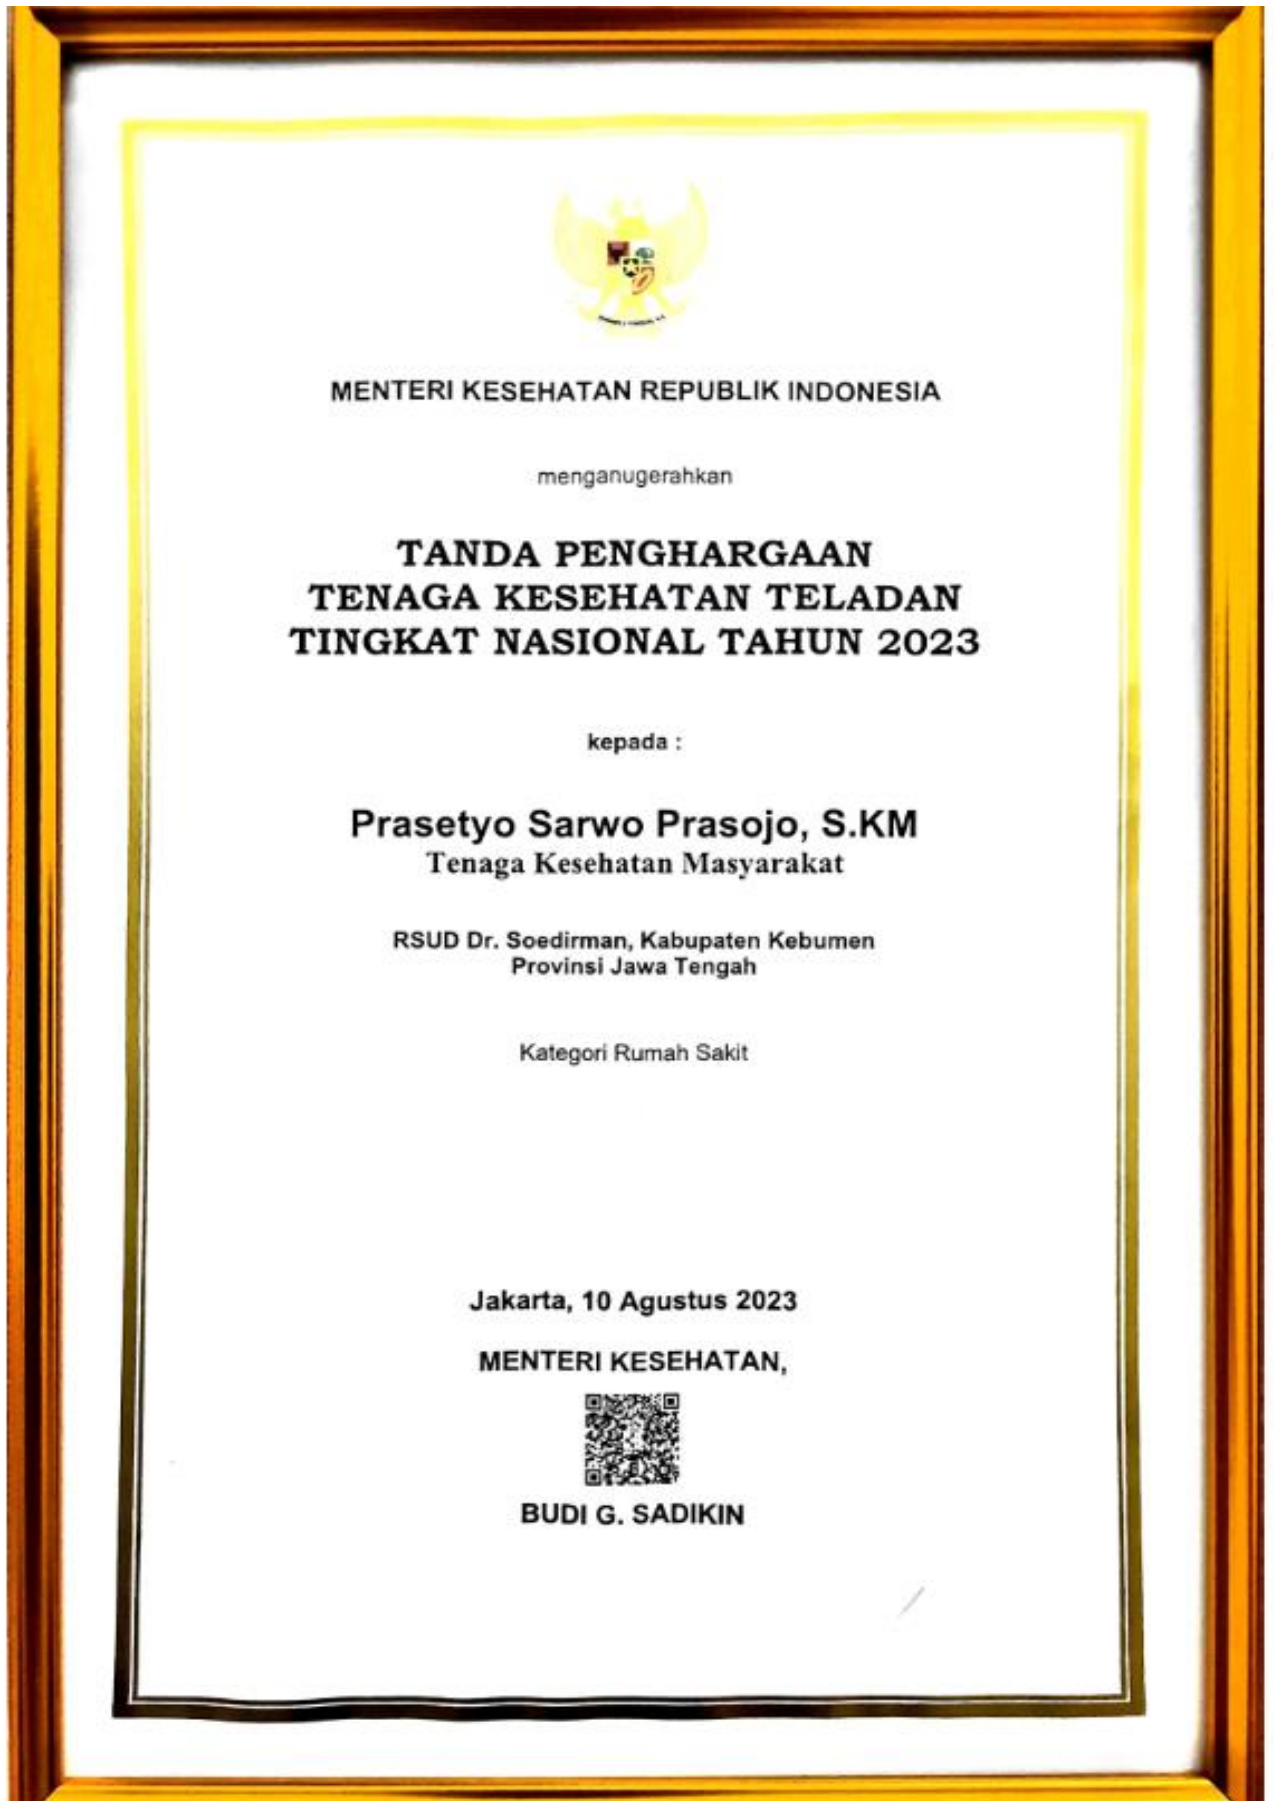 MENTERI KESEHATAN REPUBLIK INDONESIA
menganugerahkan
TANDA PENGHARGAAN
TENAGA KESEHATAN TELADAN
TINGKAT NASIONAL TAHUN 2023
kepada :
Prasetyo Sarwo Prasojo, S.KM
Tenaga Kesehatan Masyarakat
RSUD Dr. Soedirman, Kabupaten Kebumen
Provinsi Jawa Tengah
Kategori Rumah Sakit
Jakarta, 10 Agustus 2023
MENTERI KESEHATAN,
BUDI G. SADIKIN